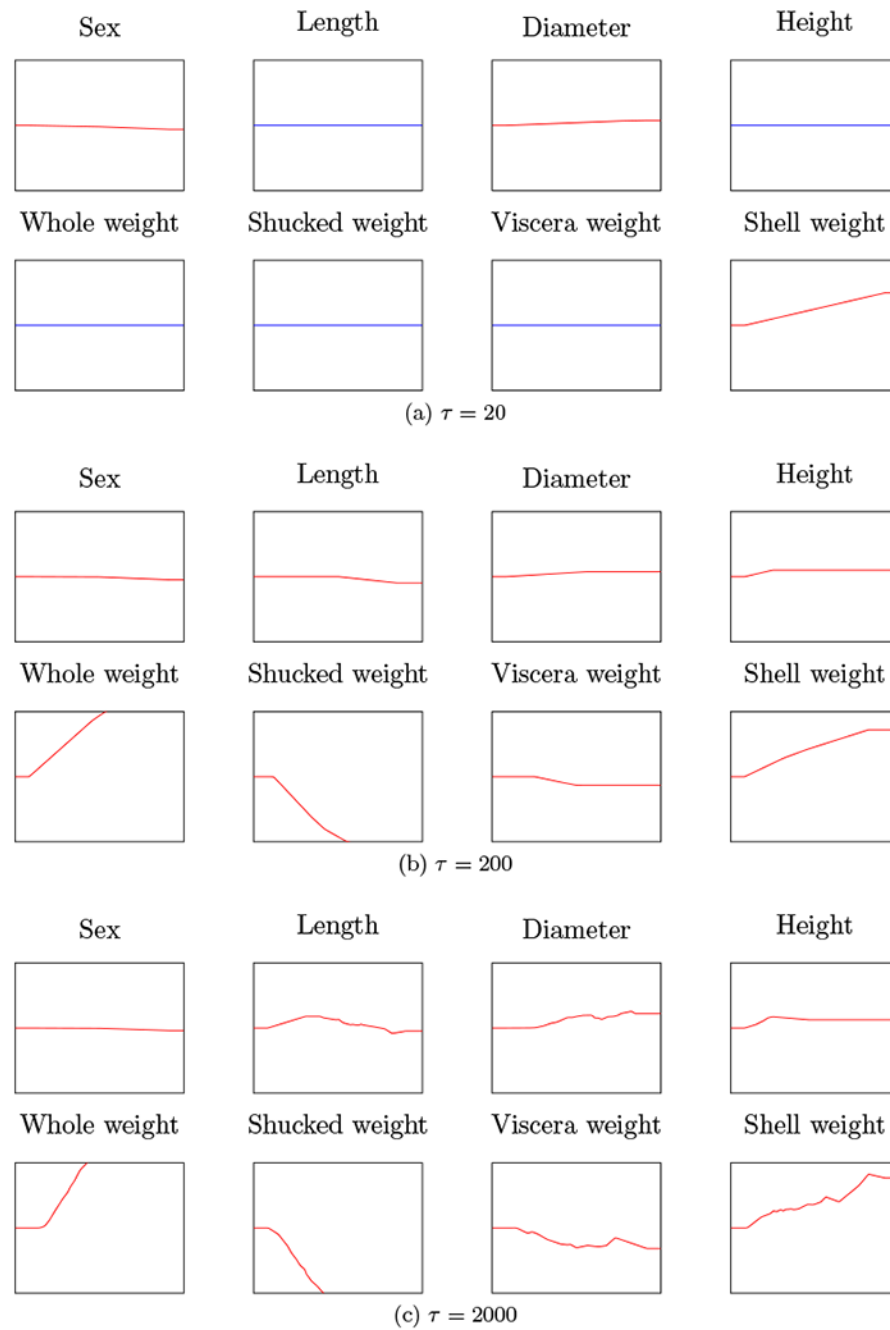 Sex Length Diameter Height
Whole weight Shucked weight Viscera weight Shell weight
(a) τ = 20
Sex Length Diameter Height
Whole weight Shucked weight Viscera weight Shell weight
(b) τ = 200
Sex Length Diameter Height
Whole weight Shucked weight Viscera weight Shell weight
(c) τ = 2000